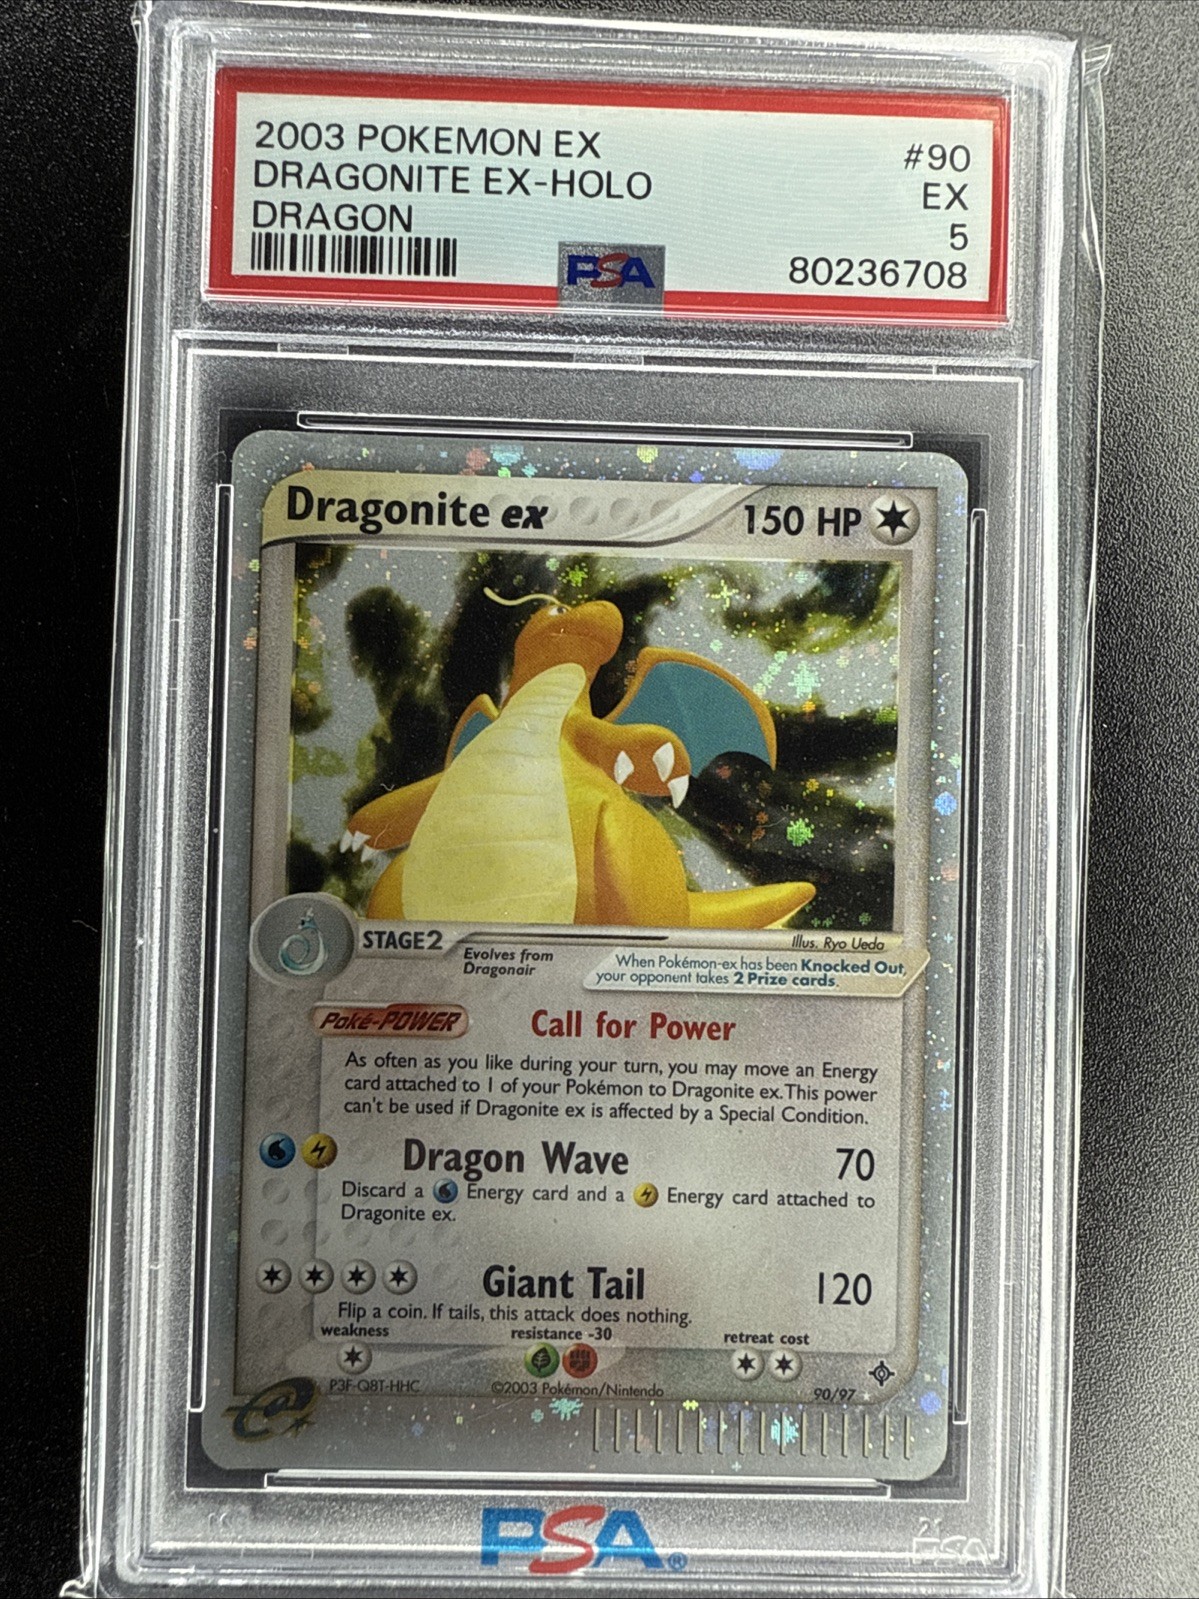 2003 POKEMON EX
#90
DRAGONITE EX-HOLO
EX
DRAGON
5
PSA
80236708
Dragonite ex
150 HP
Illus. Ryo Ueda
STAGE2
Evolves from
Dragonair
When Pokémon-ex has been Knocked Out,
your opponent takes 2 Prize cards.
Poké-POWER
Call for Power
As often as you like during your turn, you may move an Energy
card attached to 1 of your Pokémon to Dragonite ex. This power
can't be used if Dragonite ex is affected by a Special Condition.
Dragon Wave
70
Discard a Energy card and a Energy card attached to
Dragonite ex.
Giant Tail
120
Flip a coin. If tails, this attack does nothing.
weakness
resistance -30
retreat cost
P3F-Q8T-HHC
©2003 Pokémon/Nintendo
90/97
PSA®
PSA